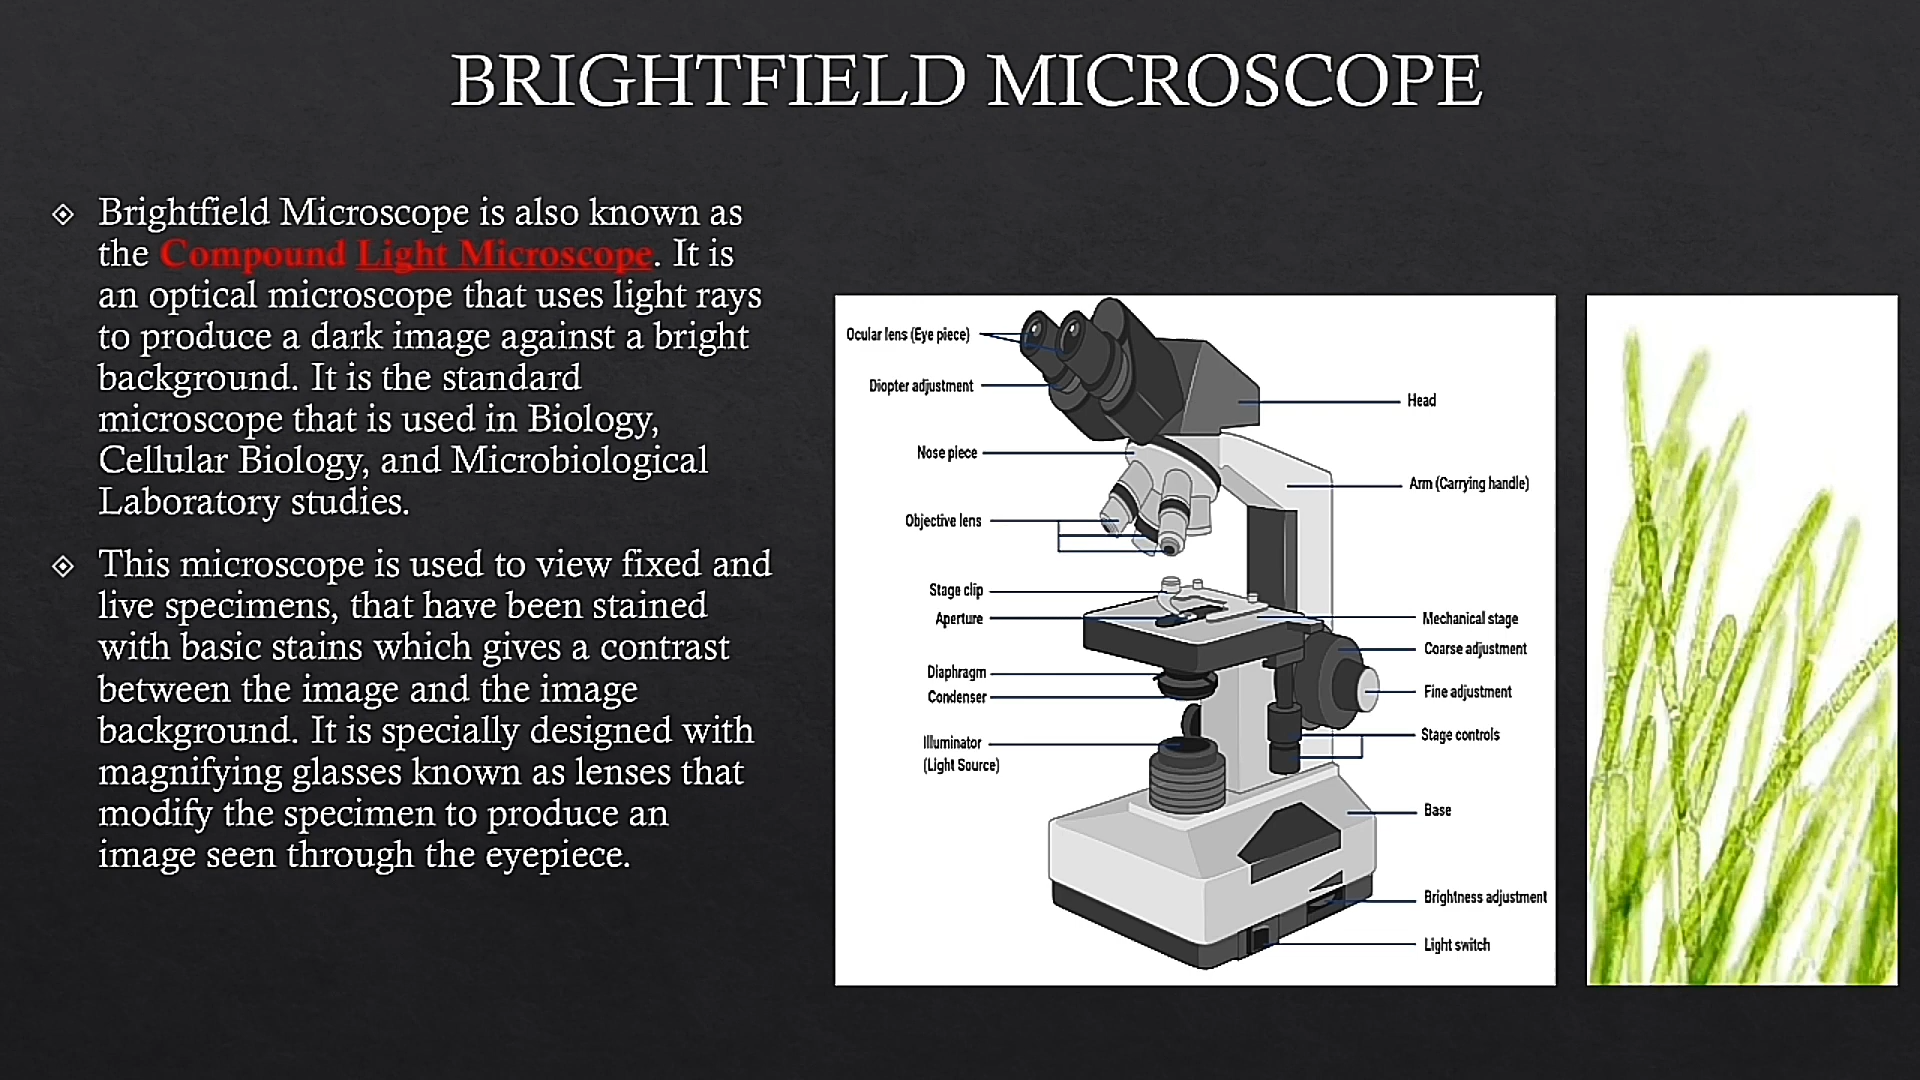 BRIGHTFIELD MICROSCOPE
Brightfield Microscope is also known as
the Compound Light Microscope. It is
an optical microscope that uses light rays
to produce a dark image against a bright
background. It is the standard
microscope that is used in Biology,
Cellular Biology, and Microbiological
Laboratory studies.
This microscope is used to view fixed and
live specimens, that have been stained
with basic stains which gives a contrast
between the image and the image
background. It is specially designed with
magnifying glasses known as lenses that
modify the specimen to produce an
image seen through the eyepiece.
Ocular lens (Eye piece)
Diopter adjustment
Nose piece
Objective lens
Stage clip
Aperture
Diaphragm
Condenser
Illuminator
(Light Source)
Head
Arm (Carrying handle)
Mechanical stage
Coarse adjustment
Fine adjustment
Stage controls
Base
Brightness adjustment
Light switch